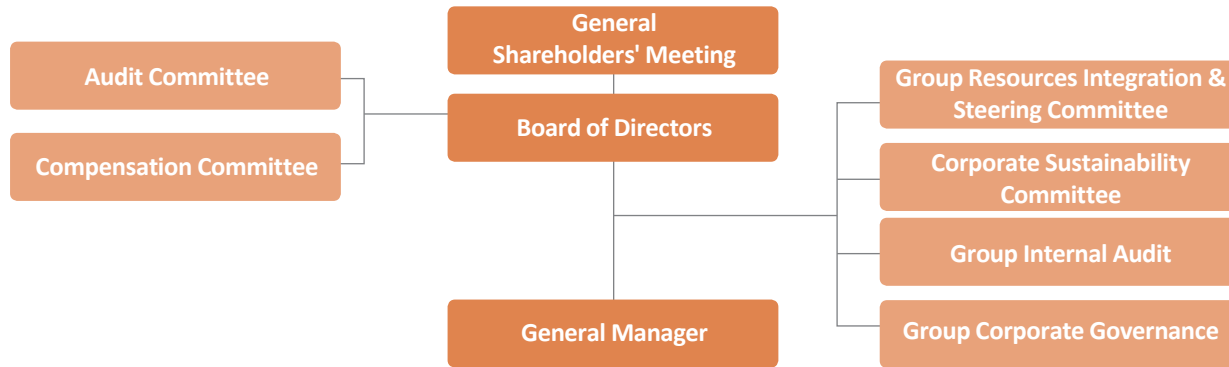 General
Shareholders' Meeting
Audit Committee
Compensation Committee
Board of Directors
Group Resources Integration &
Steering Committee
Corporate Sustainability
Committee
Group Internal Audit
Group Corporate Governance
General Manager